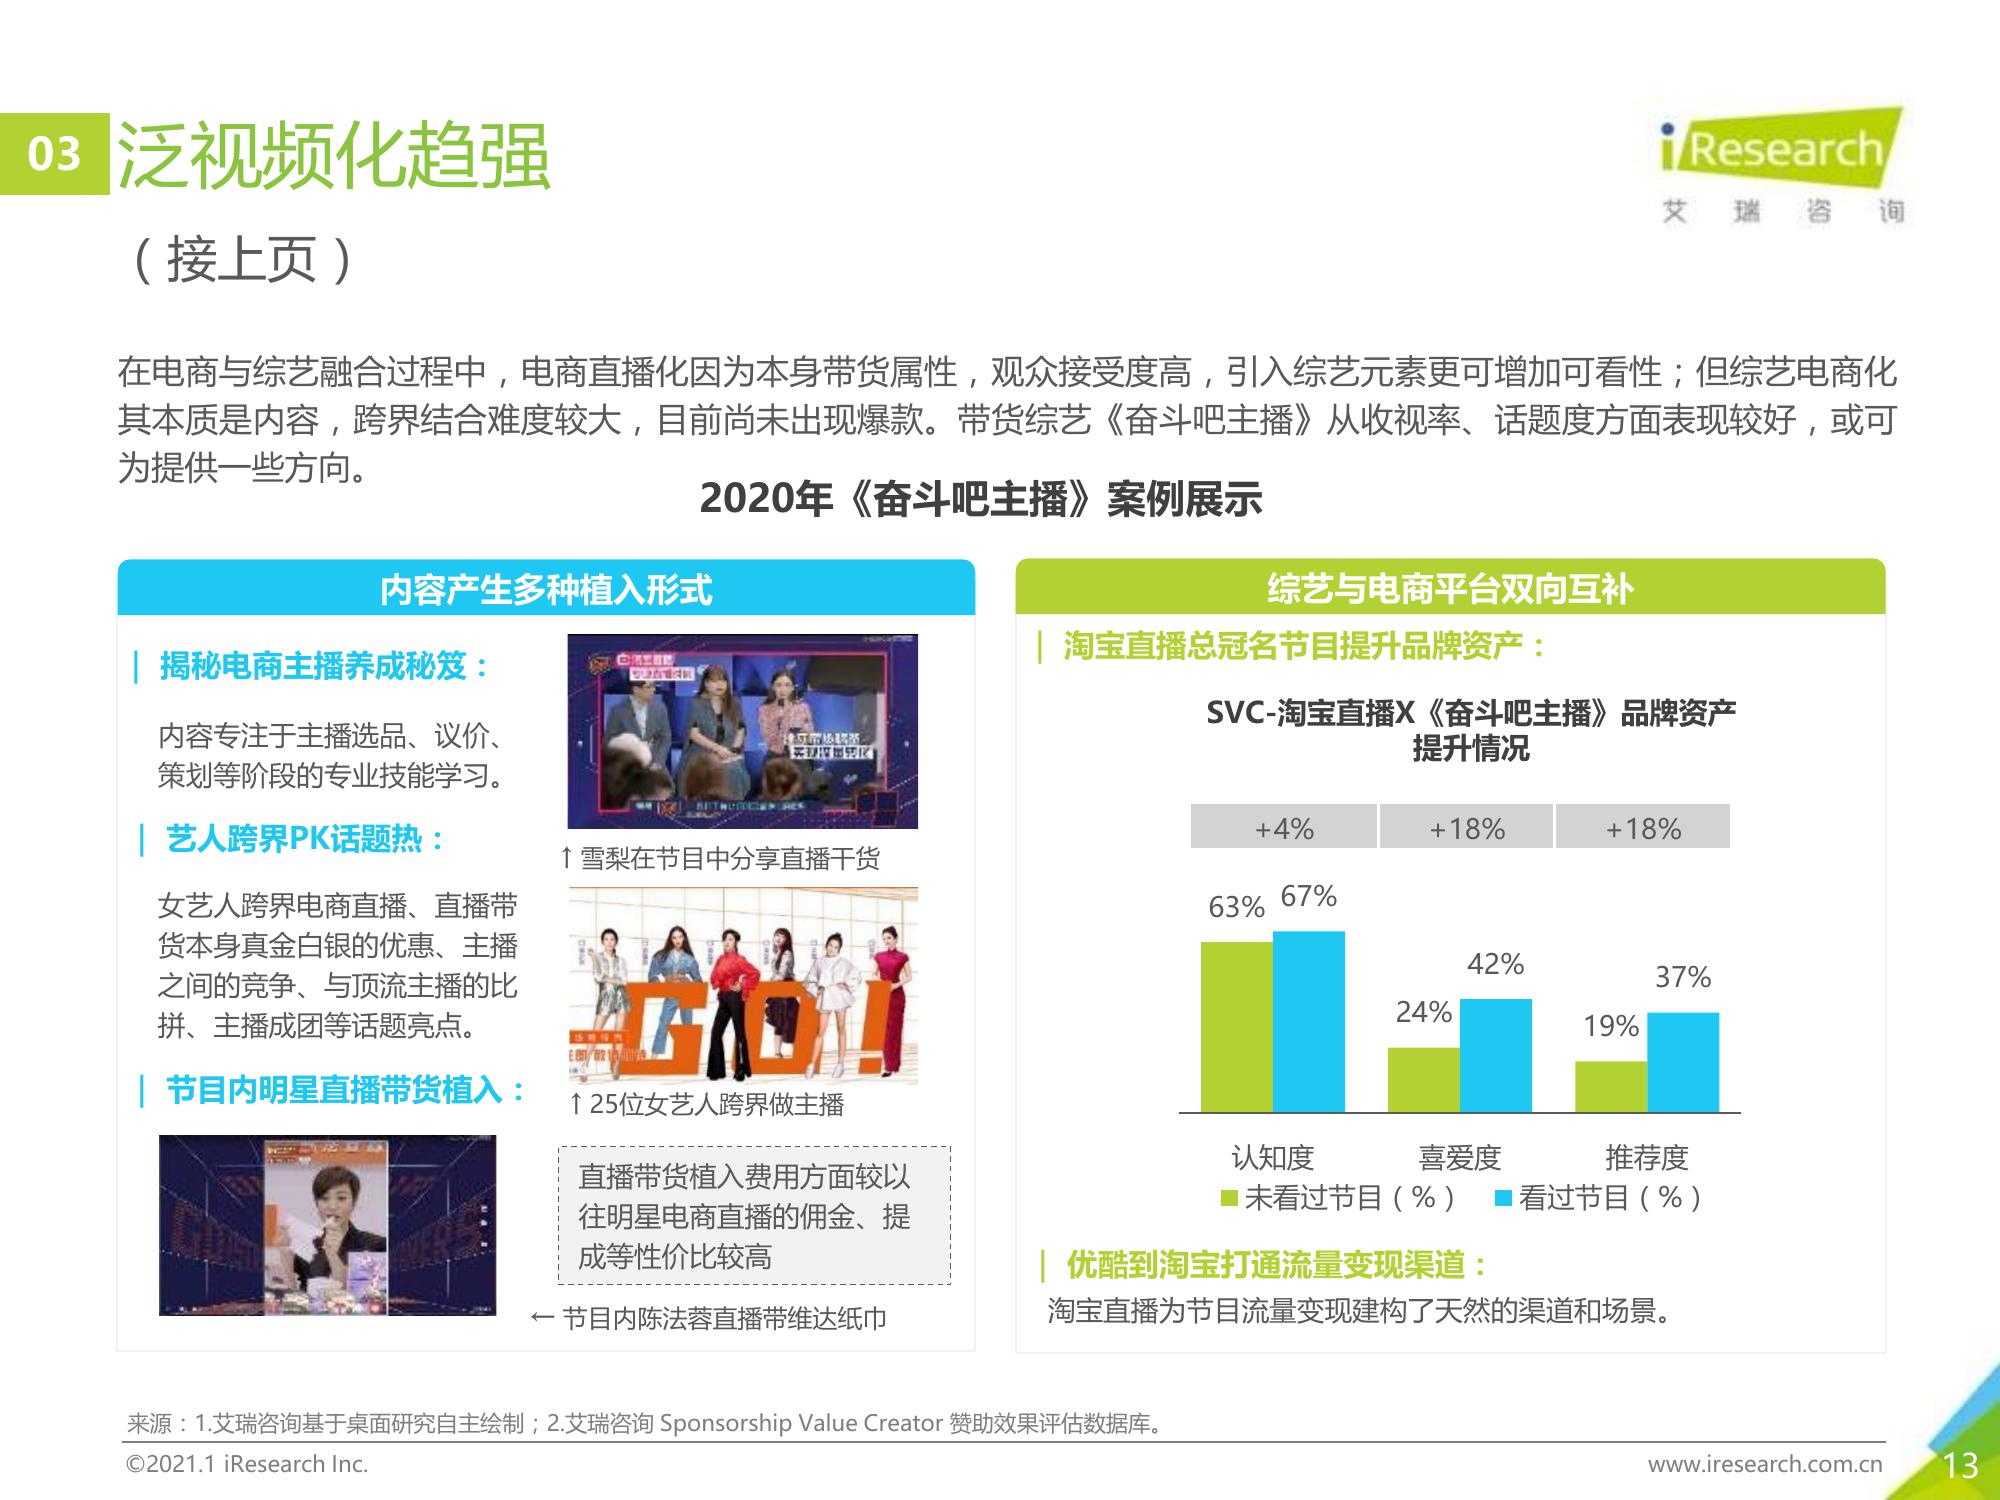 03 泛视频化趋强
iResearch
艾瑞咨询
（接上页）
在电商与综艺融合过程中，电商直播化因为本身带货属性，观众接受度高，引入综艺元素更可增加可看性；但综艺电商化
其本质是内容，跨界结合难度较大，目前尚未出现爆款。带货综艺《奋斗吧主播》从收视率、话题度方面表现较好，或可
为提供一些方向。
2020年《奋斗吧主播》案例展示
内容产生多种植入形式
揭秘电商主播养成秘笈：
内容专注于主播选品、议价、
策划等阶段的专业技能学习。
↑ 雪梨在节目中分享直播干货
艺人跨界PK话题热：
女艺人跨界电商直播、直播带
货本身真金白银的优惠、主播
之间的竞争、与顶流主播的比
拼、主播成团等话题亮点。
GO!
↑ 25位女艺人跨界做主播
节目内明星直播带货植入：
直播带货植入费用方面较以
往明星电商直播的佣金、提
成等性价比较高
← 节目内陈法蓉直播带维达纸巾
综艺与电商平台双向互补
淘宝直播总冠名节目提升品牌资产：
SVC-淘宝直播X《奋斗吧主播》品牌资产
提升情况
+4% +18% +18%
63% 67%
24% 42%
19% 37%
认知度 喜爱度 推荐度
未看过节目（%） 看过节目（%）
优酷到淘宝打通流量变现渠道：
淘宝直播为节目流量变现建构了天然的渠道和场景。
来源：1.艾瑞咨询基于桌面研究自主绘制；2.艾瑞咨询 Sponsorship Value Creator 赞助效果评估数据库。
©2021.1 iResearch Inc.
www.iresearch.com.cn
13